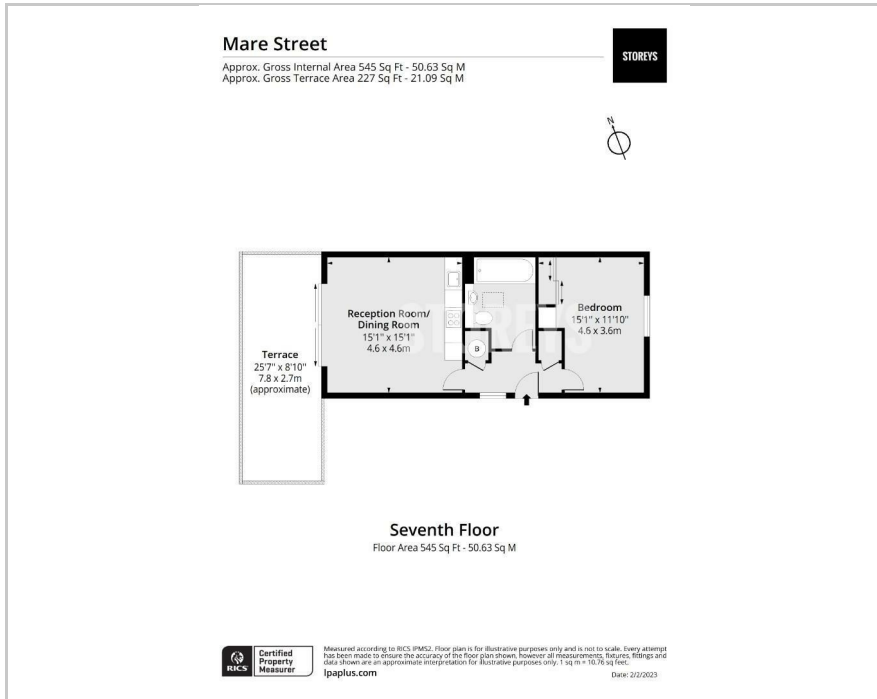 Mare Street
Approx. Gross Internal Area 545 Sq Ft - 50.63 Sq M
Approx. Gross Terrace Area 227 Sq Ft - 21.09 Sq M
STOREYS
N
Reception Room/
Dining Room
15'1" x 15'1"
4.6 x 4.6m
Bedroom
15'1" x 11'10"
4.6 x 3.6m
STOREYS
B
Terrace
25'7" x 8'10"
7.8 x 2.7m
(approximate)
Seventh Floor
Floor Area 545 Sq Ft - 50.63 Sq M
RICS
Certified
Property
Measurer
Measured according to RICS IPMS2. Floor plan is for illustrative purposes only and is not to scale. Every attempt
has been made to ensure the accuracy of the floor plan shown, however all measurements, fixtures, fittings and
data shown are an approximate interpretation for illustrative purposes only. 1 sq m = 10.76 sq feet.
lpaplus.com
Date: 2/2/2023